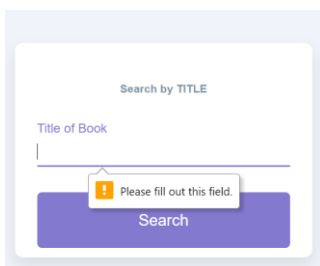 Search by TITLE
Title of Book
Please fill out this field.
Search